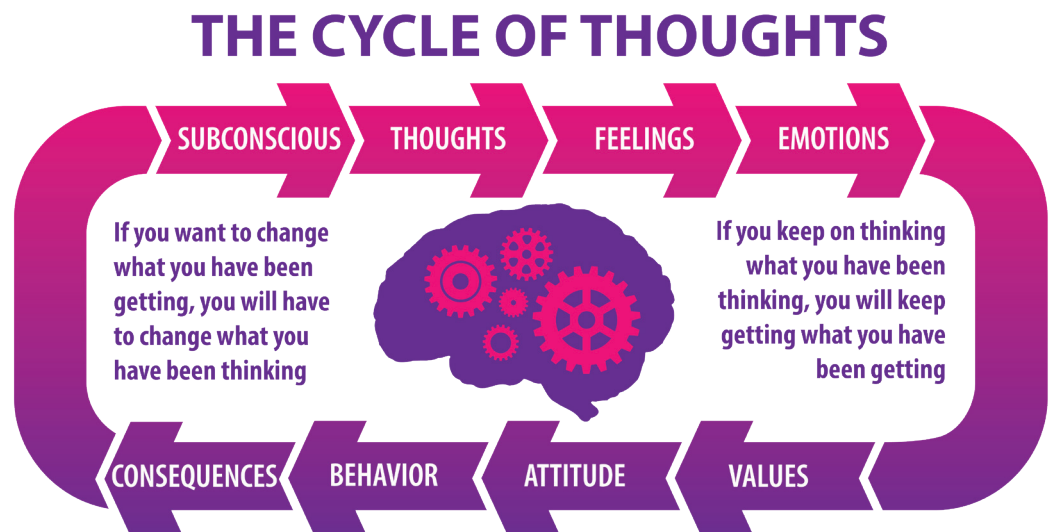 THE CYCLE OF THOUGHTS
SUBCONSCIOUS
THOUGHTS
FEELINGS
EMOTIONS
If you want to change
what you have been
getting, you will have
to change what you
have been thinking
If you keep on thinking
what you have been
thinking, you will keep
getting what you have
been getting
CONSEQUENCES
BEHAVIOR
ATTITUDE
VALUES